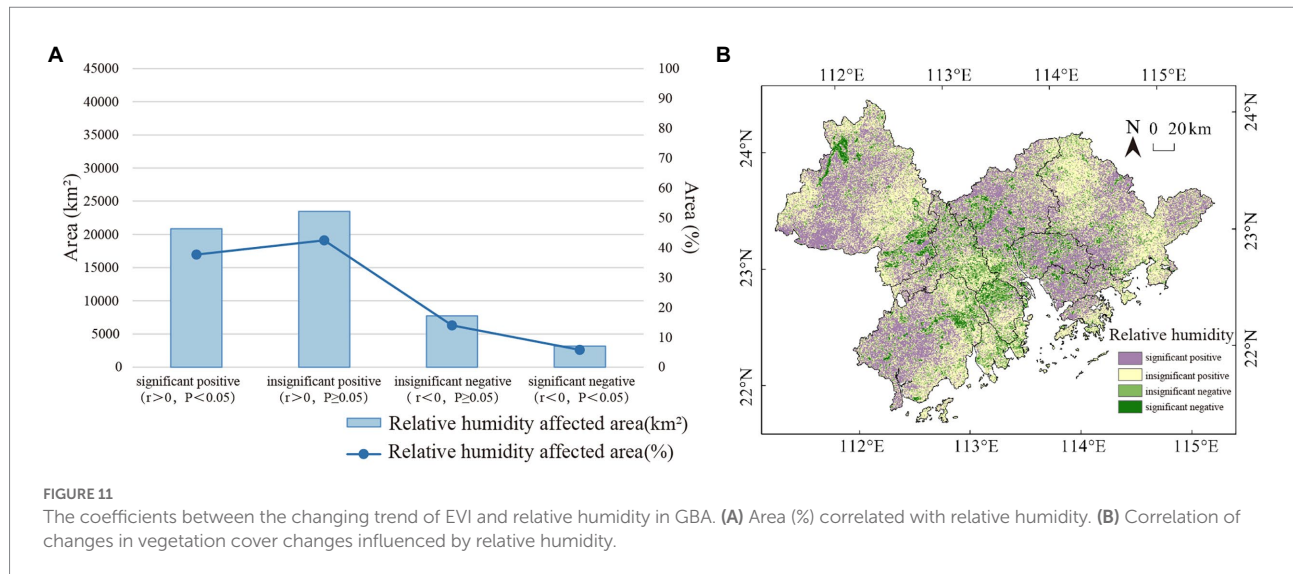 A
45000
40000
35000
30000
25000
20000
15000
10000
5000
0
Area (km²)
100
90
80
70
60
50
40
30
20
10
0
Area (%)
significant positive
(r>0, P<0.05)
insignificant positive
(r>0, P≥0.05)
insignificant negative
(r<0, P≥0.05)
significant negative
(r<0, P<0.05)
Relative humidity affected area(km²)
Relative humidity affected area(%)
B
112°E 113°E 114°E 115°E
24°N
23°N
22°N
24°N
23°N
22°N
N 0 20 km
Relative humidity
significant positive
insignificant positive
insignificant negative
significant negative
112°E 113°E 114°E 115°E
FIGURE 11
The coefficients between the changing trend of EVI and relative humidity in GBA. (A) Area (%) correlated with relative humidity. (B) Correlation of
changes in vegetation cover changes influenced by relative humidity.